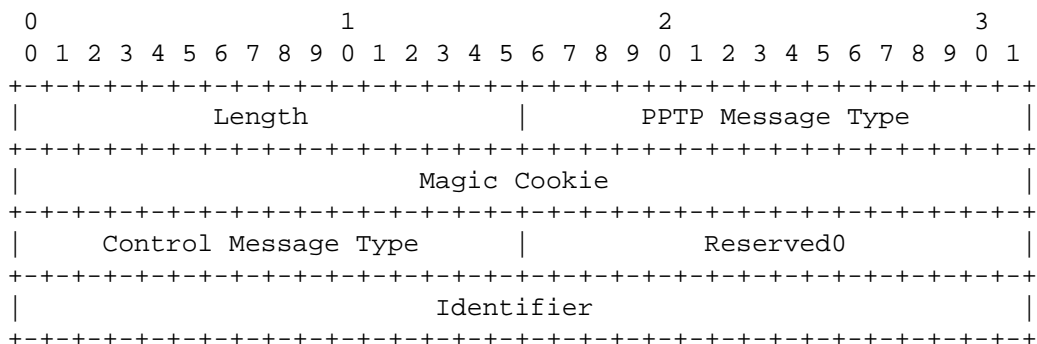 0                   1                   2                   3
 0 1 2 3 4 5 6 7 8 9 0 1 2 3 4 5 6 7 8 9 0 1 2 3 4 5 6 7 8 9 0 1
+-+-+-+-+-+-+-+-+-+-+-+-+-+-+-+-+-+-+-+-+-+-+-+-+-+-+-+-+-+-+-+-+
|            Length             |       PPTP Message Type       |
+-+-+-+-+-+-+-+-+-+-+-+-+-+-+-+-+-+-+-+-+-+-+-+-+-+-+-+-+-+-+-+-+
|                         Magic Cookie                          |
+-+-+-+-+-+-+-+-+-+-+-+-+-+-+-+-+-+-+-+-+-+-+-+-+-+-+-+-+-+-+-+-+
|     Control Message Type      |           Reserved0           |
+-+-+-+-+-+-+-+-+-+-+-+-+-+-+-+-+-+-+-+-+-+-+-+-+-+-+-+-+-+-+-+-+
|                          Identifier                           |
+-+-+-+-+-+-+-+-+-+-+-+-+-+-+-+-+-+-+-+-+-+-+-+-+-+-+-+-+-+-+-+-+